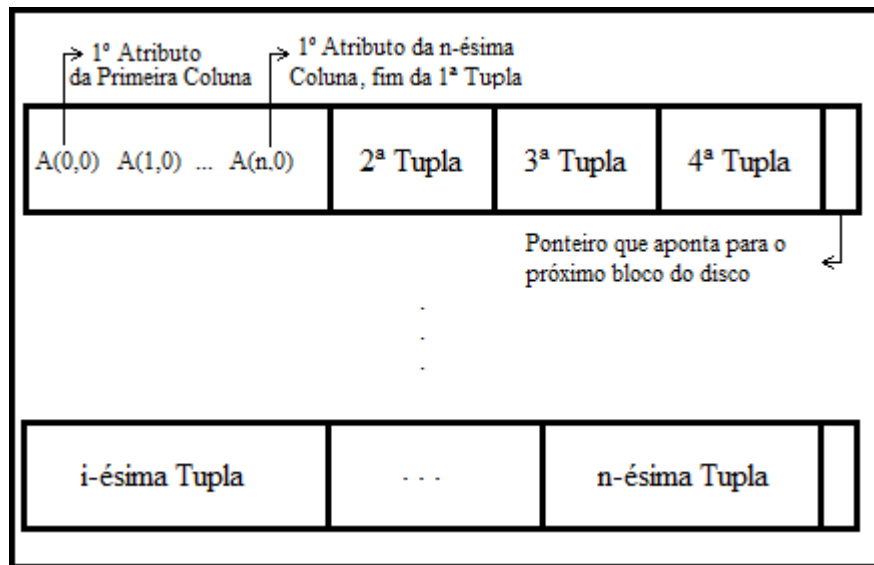 1º Atributo
da Primeira Coluna
1º Atributo da n-ésima
Coluna, fim da 1ª Tupla
A(0,0) A(1,0) ... A(n,0)
2ª Tupla
3ª Tupla
4ª Tupla
Ponteiro que aponta para o
próximo bloco do disco
.
.
.
i-ésima Tupla
. . .
n-ésima Tupla